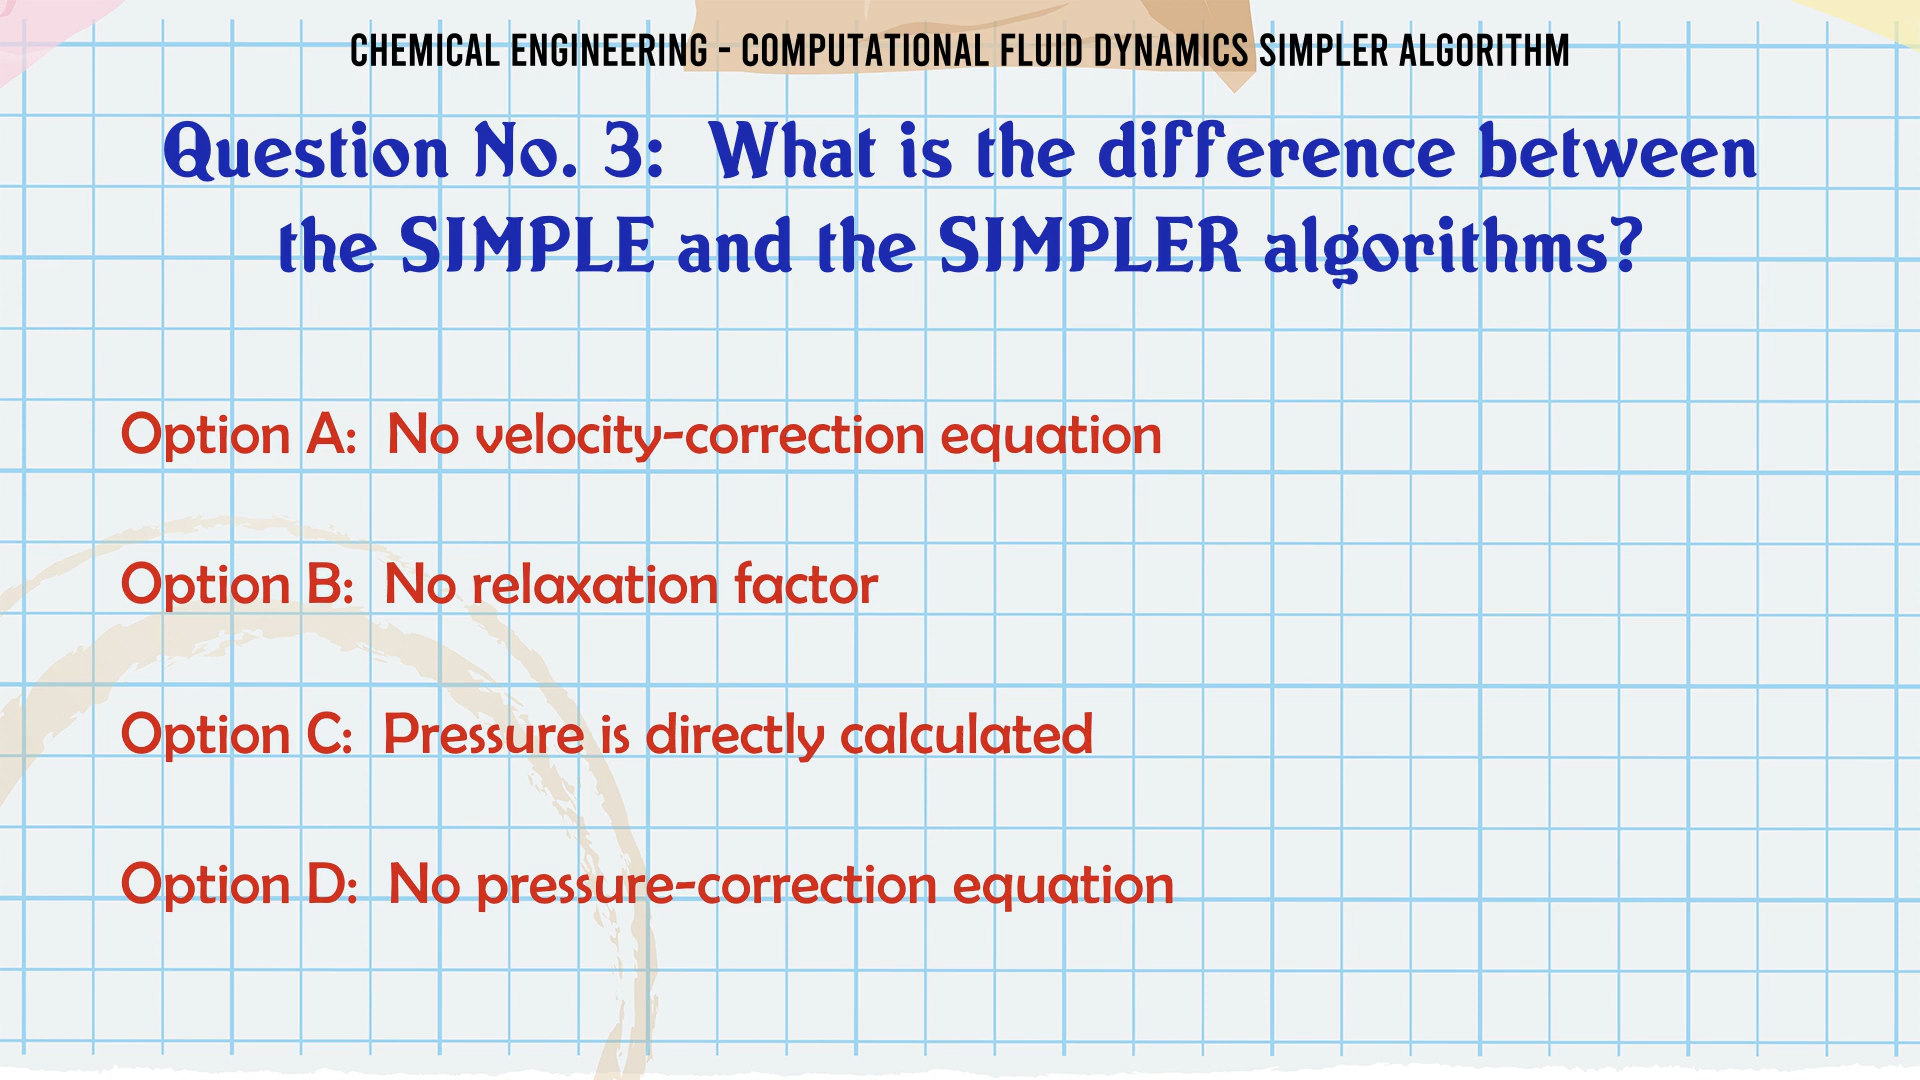 CHEMICAL ENGINEERING - COMPUTATIONAL FLUID DYNAMICS SIMPLER ALGORITHM
Question No. 3: What is the difference between
the SIMPLE and the SIMPLER algorithms?
Option A: No velocity-correction equation
Option B: No relaxation factor
Option C: Pressure is directly calculated
Option D: No pressure-correction equation